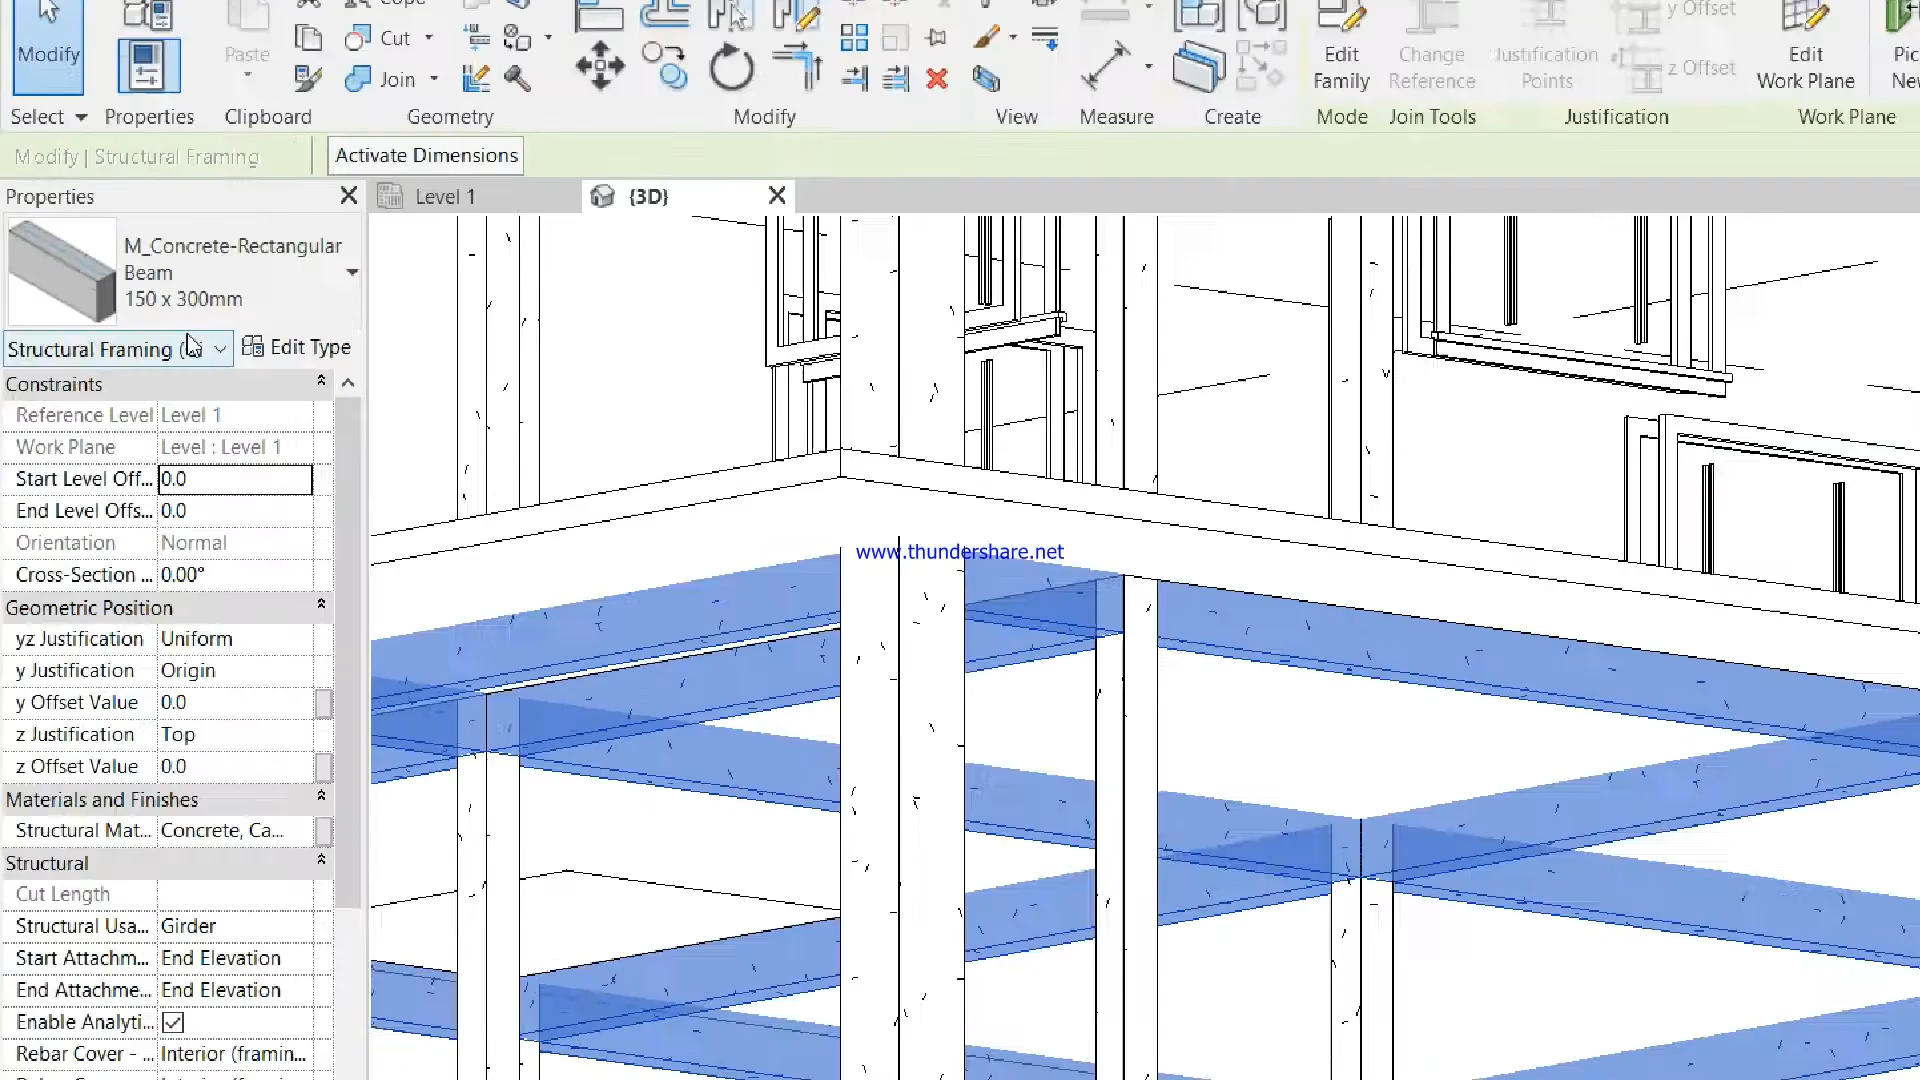 Cope
y Offset
Modify
Paste
Cut
Join
Edit
Family
Change
Reference
Justification
Points
z Offset
Edit
Work Plane
Pic
New
Select
Properties
Clipboard
Geometry
Modify
View
Measure
Create
Mode
Join Tools
Justification
Work Plane
Modify | Structural Framing
Activate Dimensions
Properties
Level 1
{3D}
M_Concrete-Rectangular
Beam
150 x 300mm
Structural Framing (
Edit Type
Constraints
Reference Level Level 1
Work Plane Level : Level 1
Start Level Off... 0.0
End Level Offs... 0.0
Orientation Normal
Cross-Section ... 0.00°
Geometric Position
yz Justification Uniform
y Justification Origin
y Offset Value 0.0
z Justification Top
z Offset Value 0.0
Materials and Finishes
Structural Mat... Concrete, Ca...
Structural
Cut Length
Structural Usa... Girder
Start Attachm... End Elevation
End Attachme... End Elevation
Enable Analyti...
Rebar Cover - ... Interior (framin...
www.thundershare.net